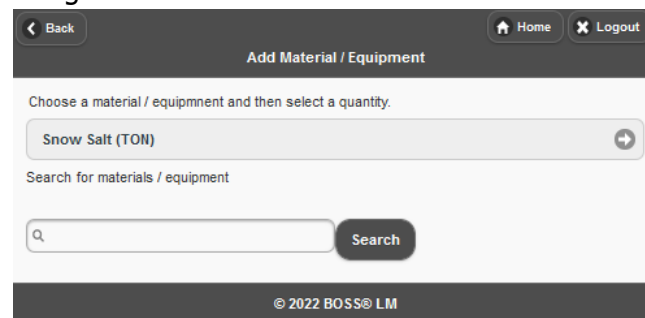 Back
Home
Logout
Add Material / Equipment
Choose a material / equipmnent and then select a quantity.
Snow Salt (TON)
Search for materials / equipment
Search
© 2022 BOSS® LM